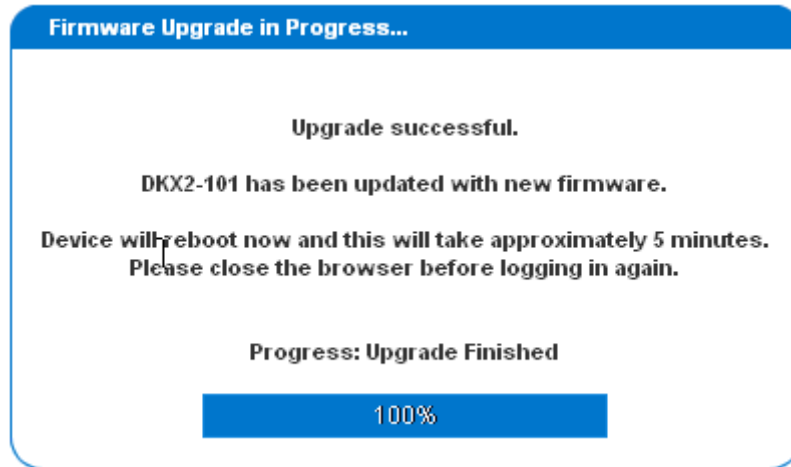 Firmware Upgrade in Progress...
Upgrade successful.
DKX2-101 has been updated with new firmware.
Device will reboot now and this will take approximately 5 minutes.
Please close the browser before logging in again.
Progress: Upgrade Finished
100%